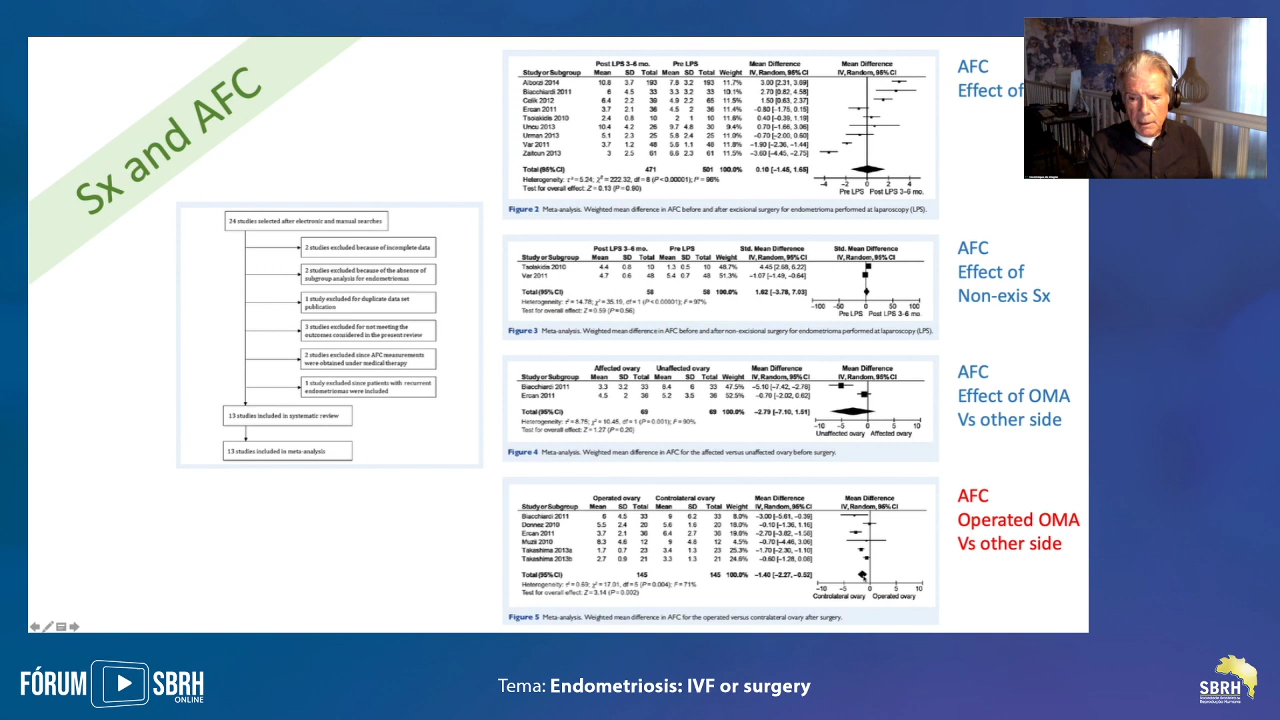 Sx and AFC
24 studies selected after electronic and manual searches
2 studies excluded because of incomplete data
2 studies excluded because of the absence of
subgroup analysis for endometriomas
1 study excluded for duplicate data set
publication
3 studies excluded for not meeting the
outcomes considered in the present review
2 studies excluded since AFC measurements
were obtained under medical therapy
1 study excluded since patients with recurrent
endometriomas were included
13 studies included in systematic review
13 studies included in meta-analysis
Post LPS 3–6 mo. Pre LPS Mean Difference Mean Difference
Study or Subgroup Mean SD Total Mean SD Total Weight IV, Random, 95% CI IV, Random, 95% CI
Alborzi 2014 10.8 3.7 193 7.8 3.2 193 11.7% 3.00 [2.31, 3.69]
Biacchiardi 2011 6 4.5 33 3.3 3.2 33 10.1% 2.70 [0.82, 4.58]
Celik 2012 6.4 2.2 39 4.9 2.2 65 11.5% 1.50 [0.63, 2.37]
Ercan 2011 3.7 2.1 36 4.5 2 36 11.4% −0.80 [−1.75, 0.15]
Tsolakidis 2010 2.4 0.8 10 2 1 10 11.6% 0.40 [−0.39, 1.19]
Uncu 2013 10.4 4.2 26 9.7 4.8 30 9.4% 0.70 [−1.66, 3.06]
Urman 2013 5.1 2.3 25 5.8 2.4 25 11.0% −0.70 [−2.00, 0.60]
Var 2011 3.7 1.2 48 5.6 1.1 48 11.8% −1.90 [−2.36, −1.44]
Zaitoun 2013 3 2.5 61 6.6 2.3 61 11.5% −3.60 [−4.45, −2.75]
Total (95% CI) 471 501 100.0% 0.10 [−1.45, 1.65]
Heterogeneity: τ² = 5.24; χ² = 222.32, df = 8 (P < 0.00001); I² = 96%
Test for overall effect: Z = 0.13 (P = 0.90)
−4 −2 0 2 4
Pre LPS Post LPS 3–6 mo.
Figure 2 Meta-analysis. Weighted mean difference in AFC before and after excisional surgery for endometrioma performed at laparoscopy (LPS).
AFC
Effect of
Post LPS 3–6 mo. Pre LPS Std. Mean Difference Std. Mean Difference
Study or Subgroup Mean SD Total Mean SD Total Weight IV, Random, 95% CI IV, Random, 95% CI
Tsolakidis 2010 4.4 0.8 10 1.3 0.5 10 48.7% 4.45 [2.68, 6.22]
Var 2011 4.7 0.6 48 5.4 0.7 48 51.3% −1.07 [−1.49, −0.64]
Total (95% CI) 58 58 100.0% 1.62 [−3.78, 7.03]
Heterogeneity: τ² = 14.78; χ² = 35.19, df = 1 (P < 0.00001); I² = 97%
Test for overall effect: Z = 0.59 (P = 0.56)
−100 −50 0 50 100
Pre LPS Post LPS 3–6 mo.
Figure 3 Meta-analysis. Weighted mean difference in AFC before and after non-excisional surgery for endometrioma performed at laparoscopy (LPS).
AFC
Effect of
Non-exis Sx
Affected ovary Unaffected ovary Mean Difference Mean Difference
Study or Subgroup Mean SD Total Mean SD Total Weight IV, Random, 95% CI IV, Random, 95% CI
Biacchiardi 2011 3.3 3.2 33 8.4 6 33 47.5% −5.10 [−7.42, −2.78]
Ercan 2011 4.5 2 36 5.2 3.5 36 52.5% −0.70 [−2.02, 0.62]
Total (95% CI) 69 69 100.0% −2.79 [−7.10, 1.51]
Heterogeneity: τ² = 8.75; χ² = 10.45, df = 1 (P = 0.001); I² = 90%
Test for overall effect: Z = 1.27 (P = 0.20)
−10 −5 0 5 10
Unaffected ovary Affected ovary
Figure 4 Meta-analysis. Weighted mean difference in AFC for the affected versus unaffected ovary before surgery.
AFC
Effect of OMA
Vs other side
Operated ovary Controlateral ovary Mean Difference Mean Difference
Study or Subgroup Mean SD Total Mean SD Total Weight IV, Random, 95% CI IV, Random, 95% CI
Biacchiardi 2011 6 4.5 33 9 6.2 33 8.0% −3.00 [−5.61, −0.39]
Donnez 2010 5.5 2.4 20 5.6 1.6 20 18.0% −0.10 [−1.36, 1.16]
Ercan 2011 3.7 2.1 36 6.4 2.7 36 −2.70 [−3.82, −1.58]
Muzii 2010 8.3 4.6 12 9 4.8 12 4.5% −0.70 [−4.46, 3.06]
Takashima 2013a 1.7 0.7 23 3.4 1.3 23 25.3% −1.70 [−2.30, −1.10]
Takashima 2013b 2.7 0.9 21 3.3 1.3 21 24.6% −0.60 [−1.28, 0.08]
Total (95% CI) 145 145 100.0% −1.40 [−2.27, −0.52]
Heterogeneity: τ² = 0.69; χ² = 17.01, df = 5 (P = 0.004); I² = 71%
Test for overall effect: Z = 3.14 (P = 0.002)
−10 −5 0 5 10
Controlateral ovary Operated ovary
Figure 5 Meta-analysis. Weighted mean difference in AFC for the operated versus contralateral ovary after surgery.
AFC
Operated OMA
Vs other side
FÓRUM SBRH
ONLINE
Tema: Endometriosis: IVF or surgery
SBRH